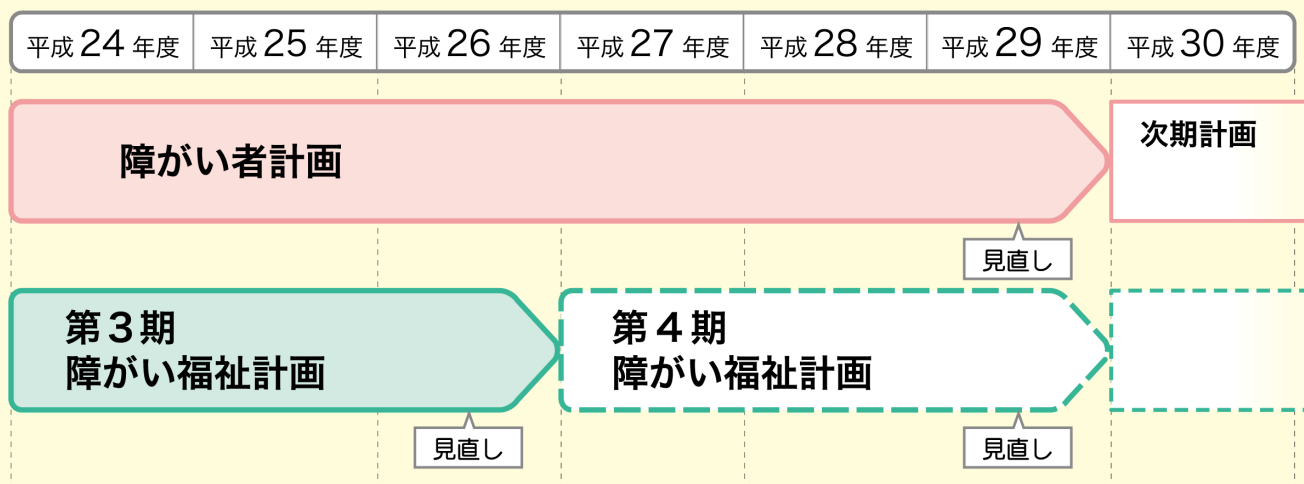 平成 24 年度 平成 25 年度 平成 26 年度 平成 27 年度 平成 28 年度 平成 29 年度 平成 30 年度
障がい者計画
次期計画
見直し
第３期
障がい福祉計画
第４期
障がい福祉計画
見直し
見直し